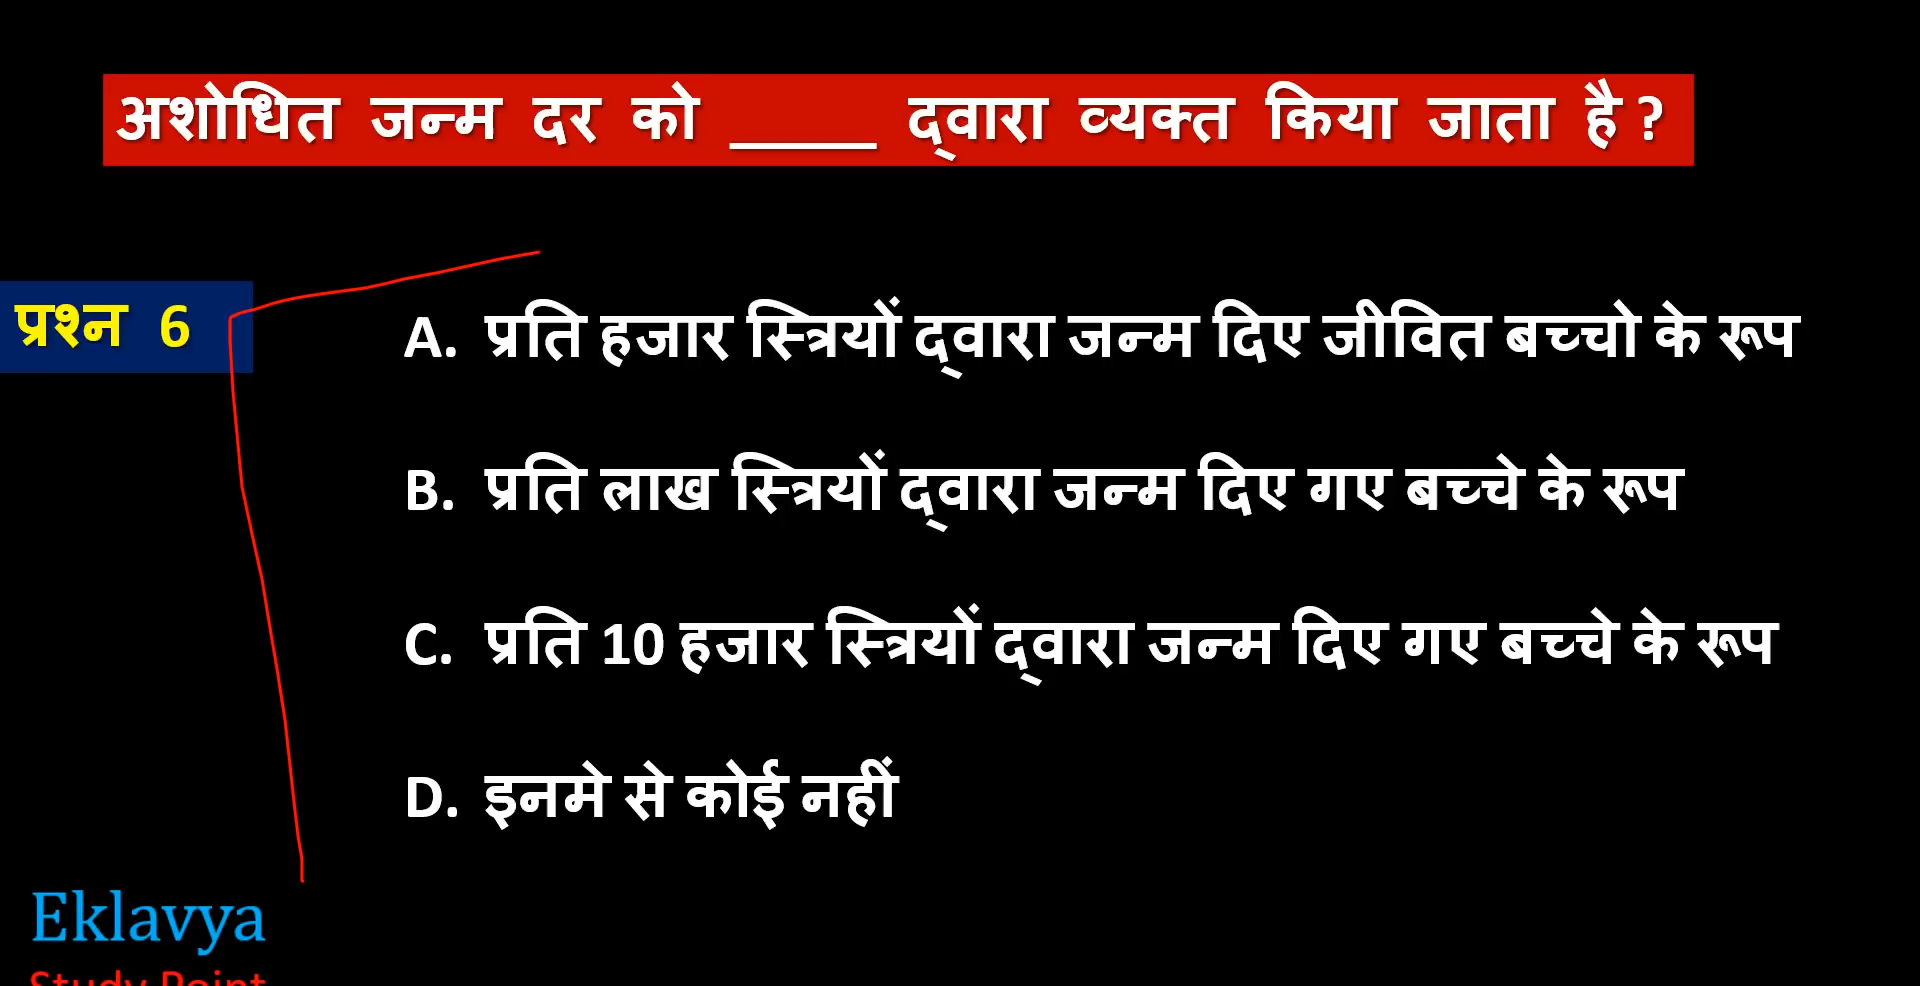 अशोधित जन्म दर को _____ द्वारा व्यक्त किया जाता है ?
प्रश्न 6
A. प्रति हजार स्त्रियों द्वारा जन्म दिए जीवित बच्चो के रूप
B. प्रति लाख स्त्रियों द्वारा जन्म दिए गए बच्चे के रूप
C. प्रति 10 हजार स्त्रियों द्वारा जन्म दिए गए बच्चे के रूप
D. इनमे से कोई नहीं
Eklavya
Study Point